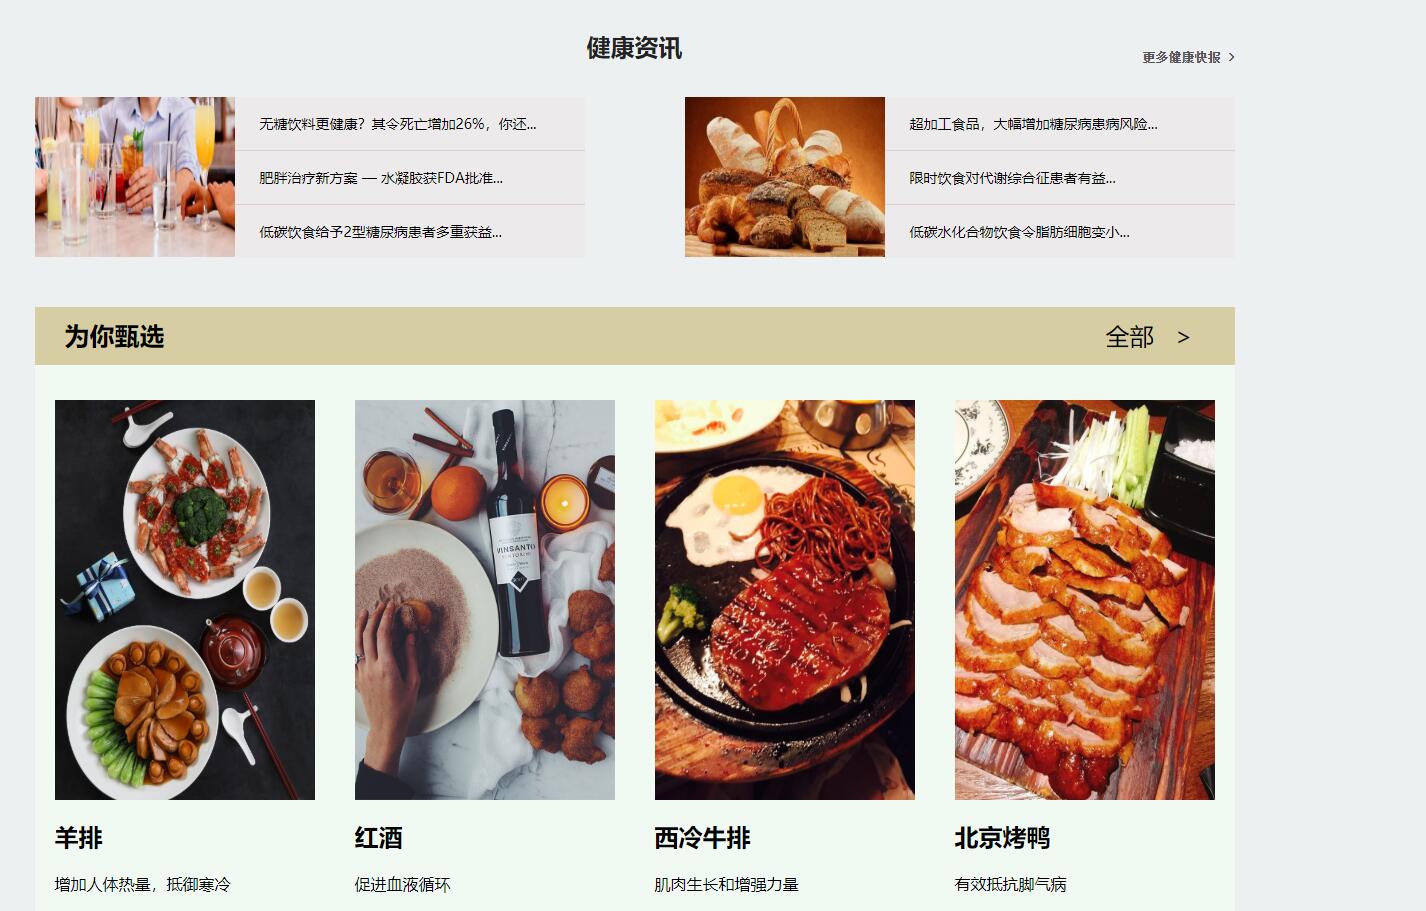 健康资讯
更多健康快报 >
无糖饮料更健康？其令死亡增加26%，你还...
肥胖治疗新方案 — 水凝胶获FDA批准...
低碳饮食给予2型糖尿病患者多重获益...
超加工食品，大幅增加糖尿病患病风险...
限时饮食对代谢综合征患者有益...
低碳水化合物饮食令脂肪细胞变小...
为你甄选
全部 >
VINSANTO
羊排
红酒
西冷牛排
北京烤鸭
增加人体热量，抵御寒冷
促进血液循环
肌肉生长和增强力量
有效抵抗脚气病